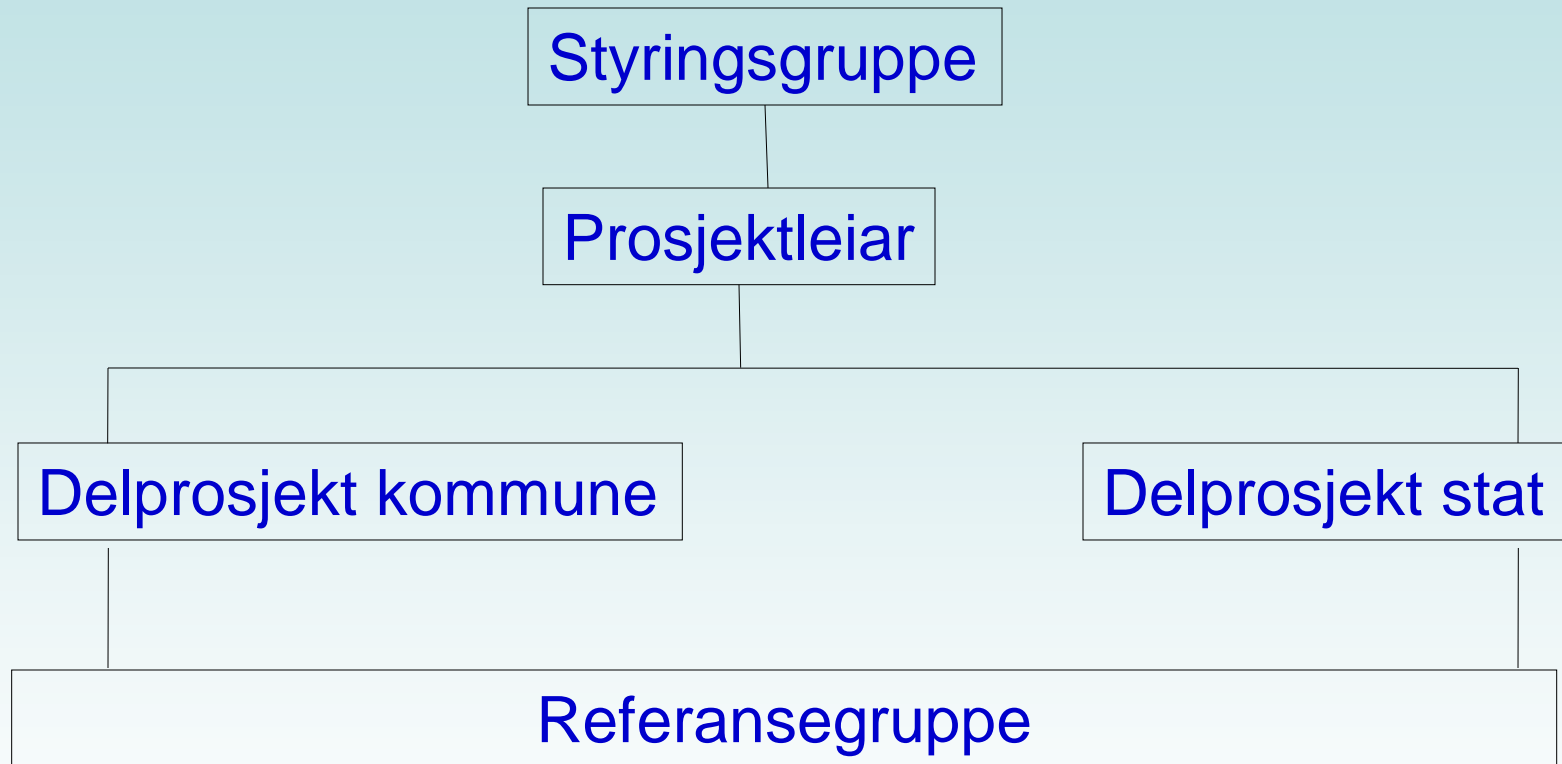 Styringsgruppe
Prosjektleiar
Delprosjekt kommune
Delprosjekt stat
Referansegruppe